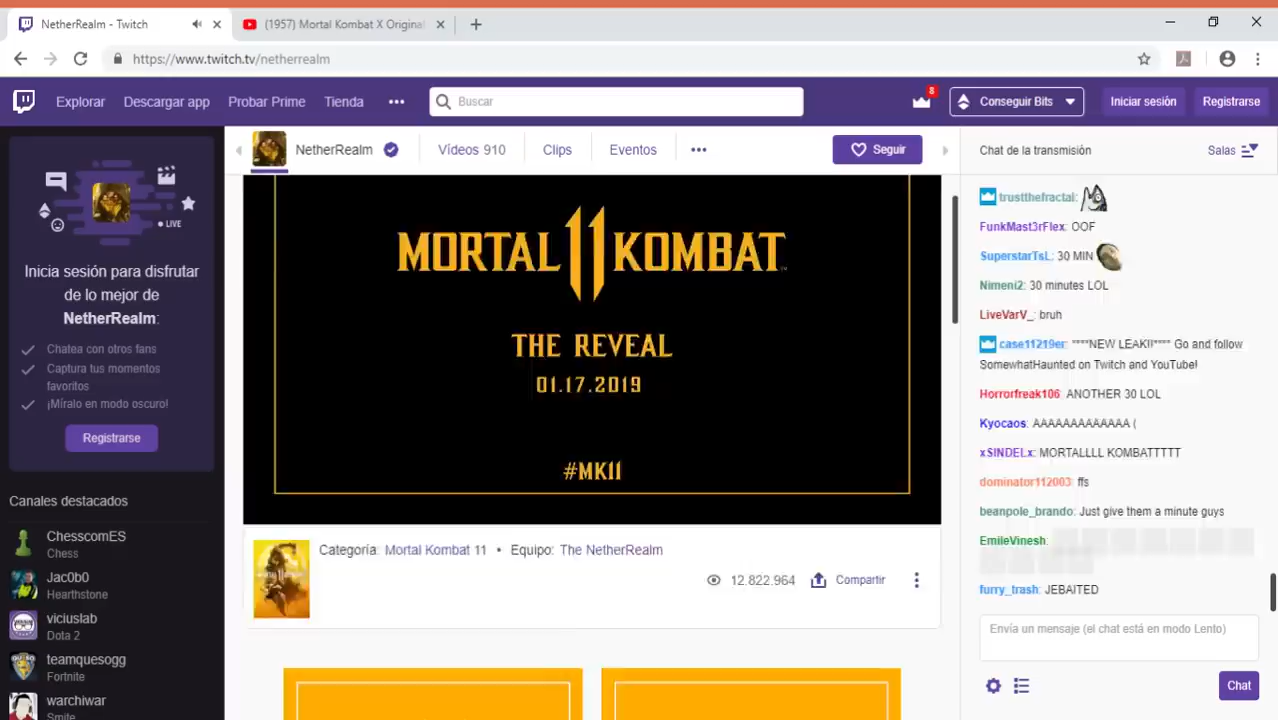 NetherRealm - Twitch
(1957) Mortal Kombat X Original
https://www.twitch.tv/netherrealm
Explorar
Descargar app
Probar Prime
Tienda
Buscar
8
Conseguir Bits
Iniciar sesión
Registrarse
NetherRealm
Vídeos 910
Clips
Eventos
Seguir
Chat de la transmisión
Salas
LIVE
Inicia sesión para disfrutar
de lo mejor de
NetherRealm:
Chatea con otros fans
Captura tus momentos
favoritos
¡Míralo en modo oscuro!
Registrarse
Canales destacados
ChesscomES
Chess
Jac0b0
Hearthstone
viciuslab
Dota 2
teamquesogg
Fortnite
warchiwar
Smite
MORTAL 11 KOMBAT
THE REVEAL
01.17.2019
#MK11
Categoría: Mortal Kombat 11 • Equipo: The NetherRealm
12.822.964
Compartir
trustthefractal:
FunkMast3rFlex: OOF
SuperstarTsL: 30 MIN
Nimeni2: 30 minutes LOL
LiveVarV_: bruh
case11219er: ****NEW LEAK!!**** Go and follow
SomewhatHaunted on Twitch and YouTube!
Horrorfreak106: ANOTHER 30 LOL
Kyocaos: AAAAAAAAAAAAA (
xSINDELx: MORTALLLL KOMBATTTTT
dominator112003: ffs
beanpole_brando: Just give them a minute guys
EmileVinesh:
furry_trash: JEBAITED
Envía un mensaje (el chat está en modo Lento)
Chat